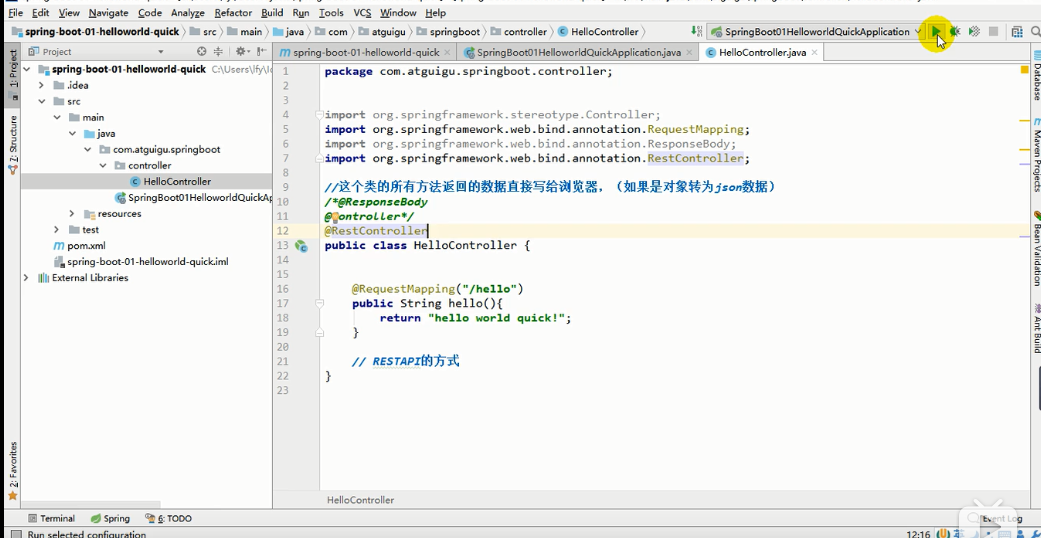 File Edit View Navigate Code Analyze Refactor Build Run Tools VCS Window Help
spring-boot-01-helloworld-quick src main java com atguigu springboot controller HelloController SpringBoot01HelloWorldQuickApplication
Project spring-boot-01-helloworld-quick SpringBoot01HelloWorldQuickApplication.java HelloController.java
1: Project
Z: Structure
2: Favorites
spring-boot-01-helloworld-quick C:\Users\lfy\
.idea
src
main
java
com.atguigu.springboot
controller
HelloController
SpringBoot01HelloworldQuickAp
resources
test
pom.xml
spring-boot-01-helloworld-quick.iml
External Libraries
1 package com.atguigu.springboot.controller;
2
3
4 import org.springframework.stereotype.Controller;
5 import org.springframework.web.bind.annotation.RequestMapping;
6 import org.springframework.web.bind.annotation.ResponseBody;
7 import org.springframework.web.bind.annotation.RestController;
8
9 //这个类的所有方法返回的数据直接写给浏览器，（如果是对象转为json数据）
10 /*@ResponseBody
11 @Controller*/
12 @RestController
13 public class HelloController {
14
15
16 @RequestMapping("/hello")
17 public String hello(){
18 return "hello world quick!";
19 }
20
21 // RESTAPI的方式
22 }
23
HelloController
Database
Maven Projects
Bean Validation
Ant Build
Terminal Spring 6: TODO Event Log
Run selected configuration 12:16 英